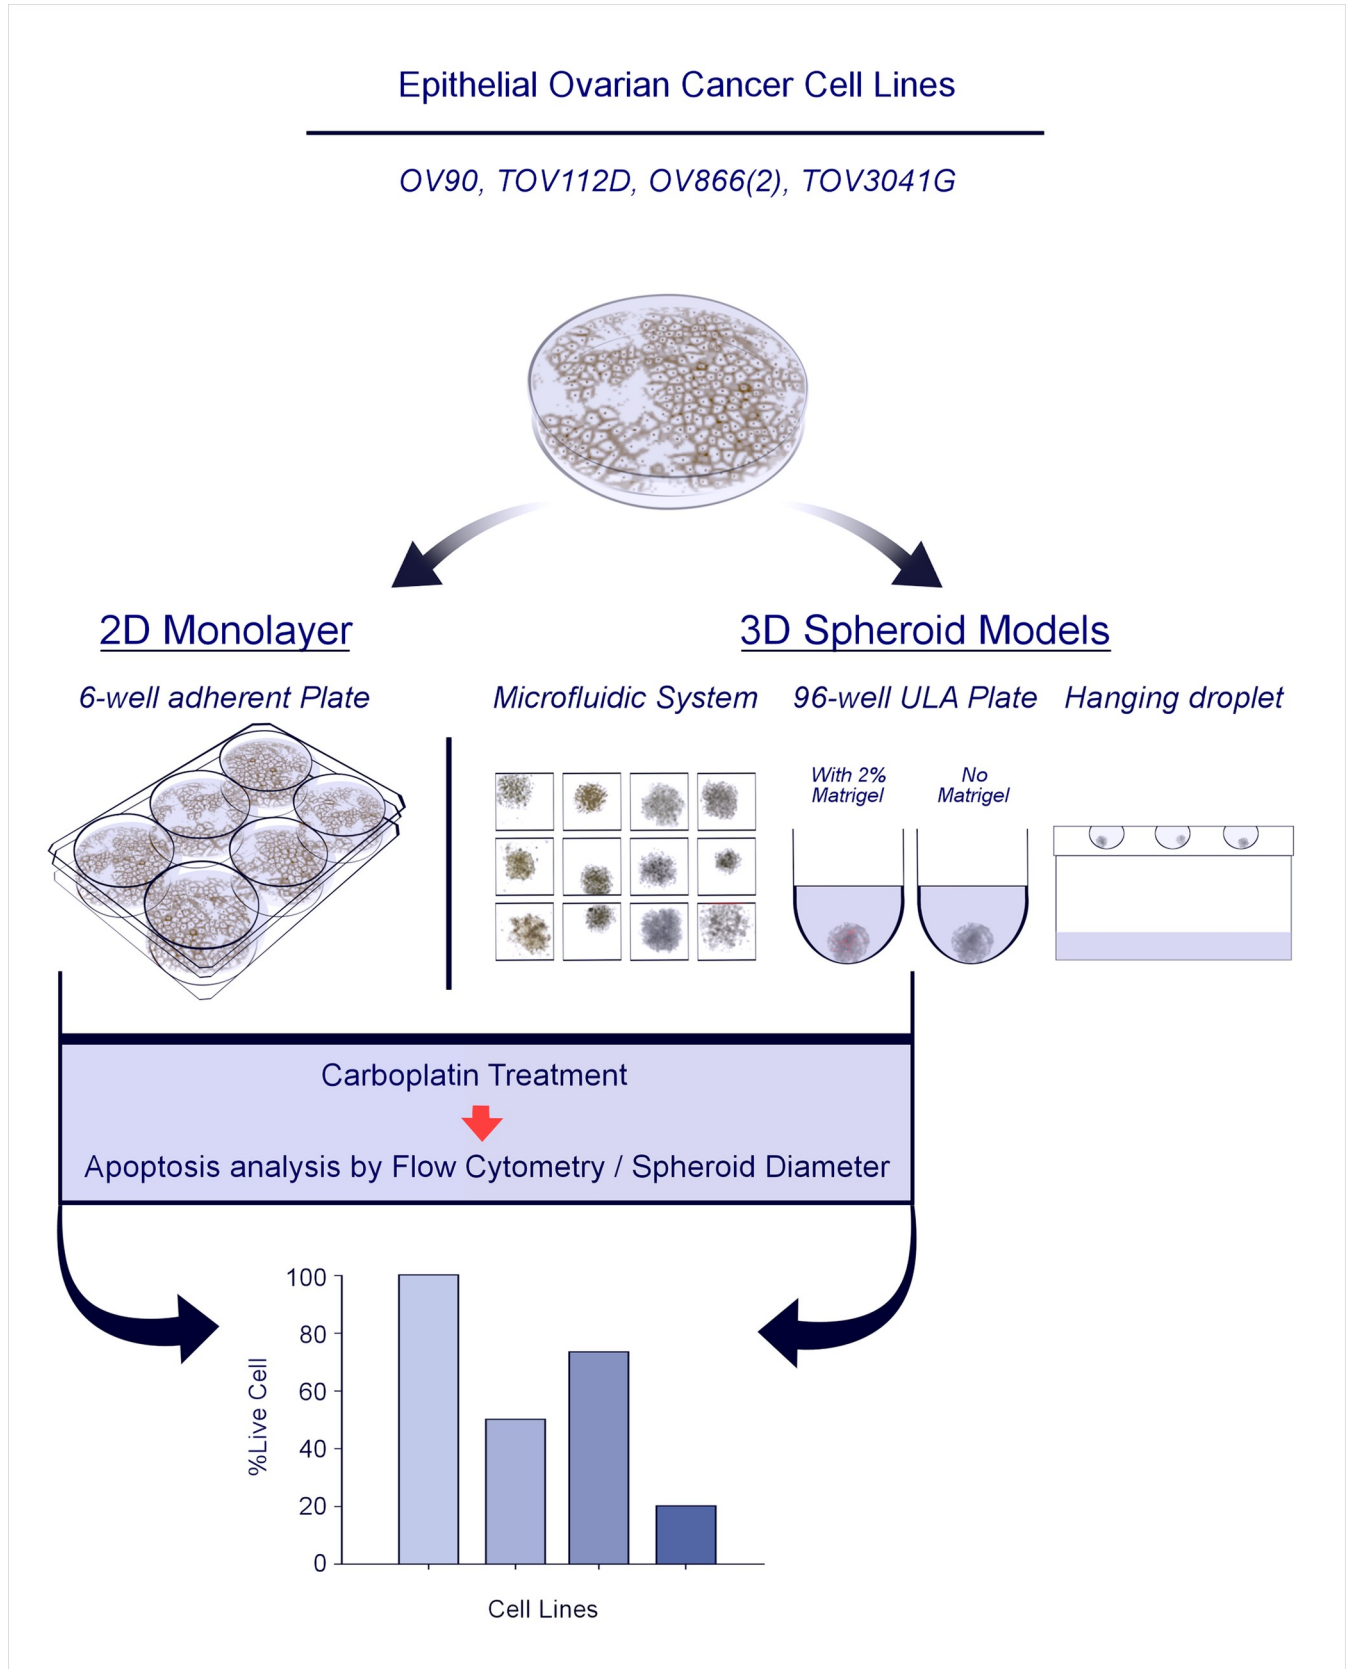 Epithelial Ovarian Cancer Cell Lines
OV90, TOV112D, OV866(2), TOV3041G
2D Monolayer
3D Spheroid Models
6-well adherent Plate
Microfluidic System
96-well ULA Plate
Hanging droplet
With 2%
Matrigel
No
Matrigel
Carboplatin Treatment
Apoptosis analysis by Flow Cytometry / Spheroid Diameter
%Live Cell
100
80
60
40
20
0
Cell Lines